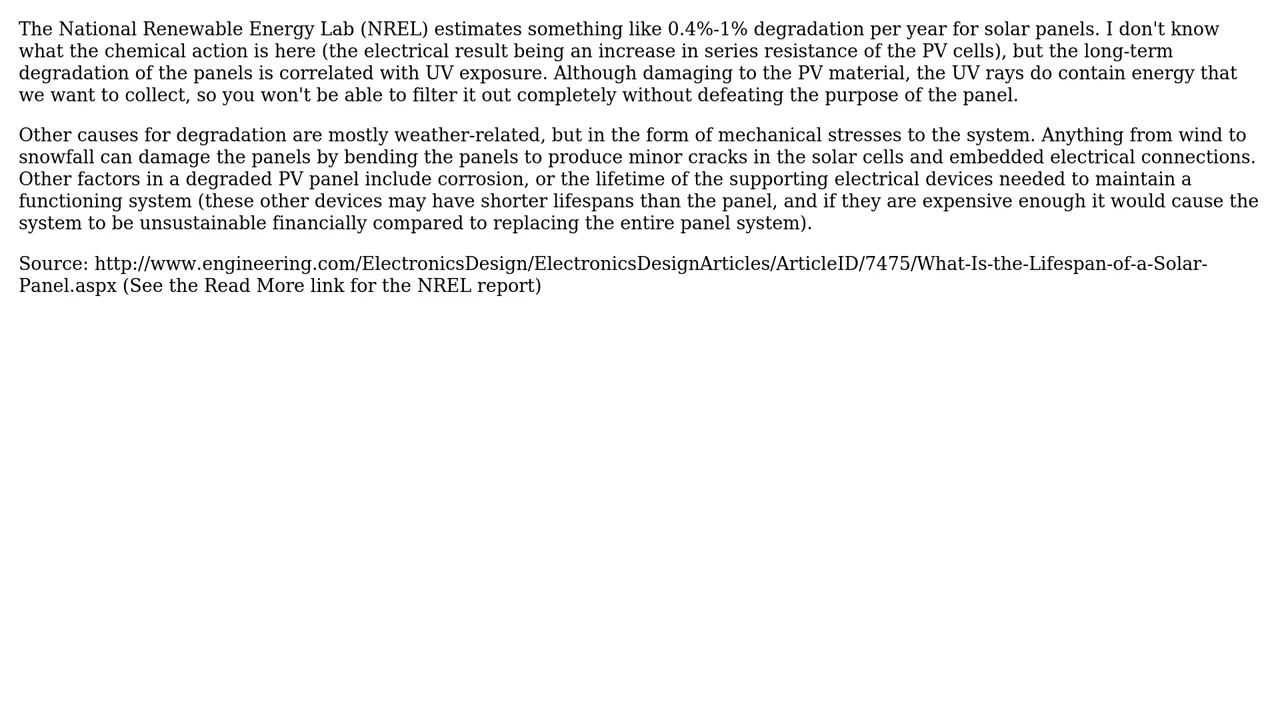 The National Renewable Energy Lab (NREL) estimates something like 0.4%-1% degradation per year for solar panels. I don't know
what the chemical action is here (the electrical result being an increase in series resistance of the PV cells), but the long-term
degradation of the panels is correlated with UV exposure. Although damaging to the PV material, the UV rays do contain energy that
we want to collect, so you won't be able to filter it out completely without defeating the purpose of the panel.
Other causes for degradation are mostly weather-related, but in the form of mechanical stresses to the system. Anything from wind to
snowfall can damage the panels by bending the panels to produce minor cracks in the solar cells and embedded electrical connections.
Other factors in a degraded PV panel include corrosion, or the lifetime of the supporting electrical devices needed to maintain a
functioning system (these other devices may have shorter lifespans than the panel, and if they are expensive enough it would cause the
system to be unsustainable financially compared to replacing the entire panel system).
Source: http://www.engineering.com/ElectronicsDesign/ElectronicsDesignArticles/ArticleID/7475/What-Is-the-Lifespan-of-a-Solar-
Panel.aspx (See the Read More link for the NREL report)